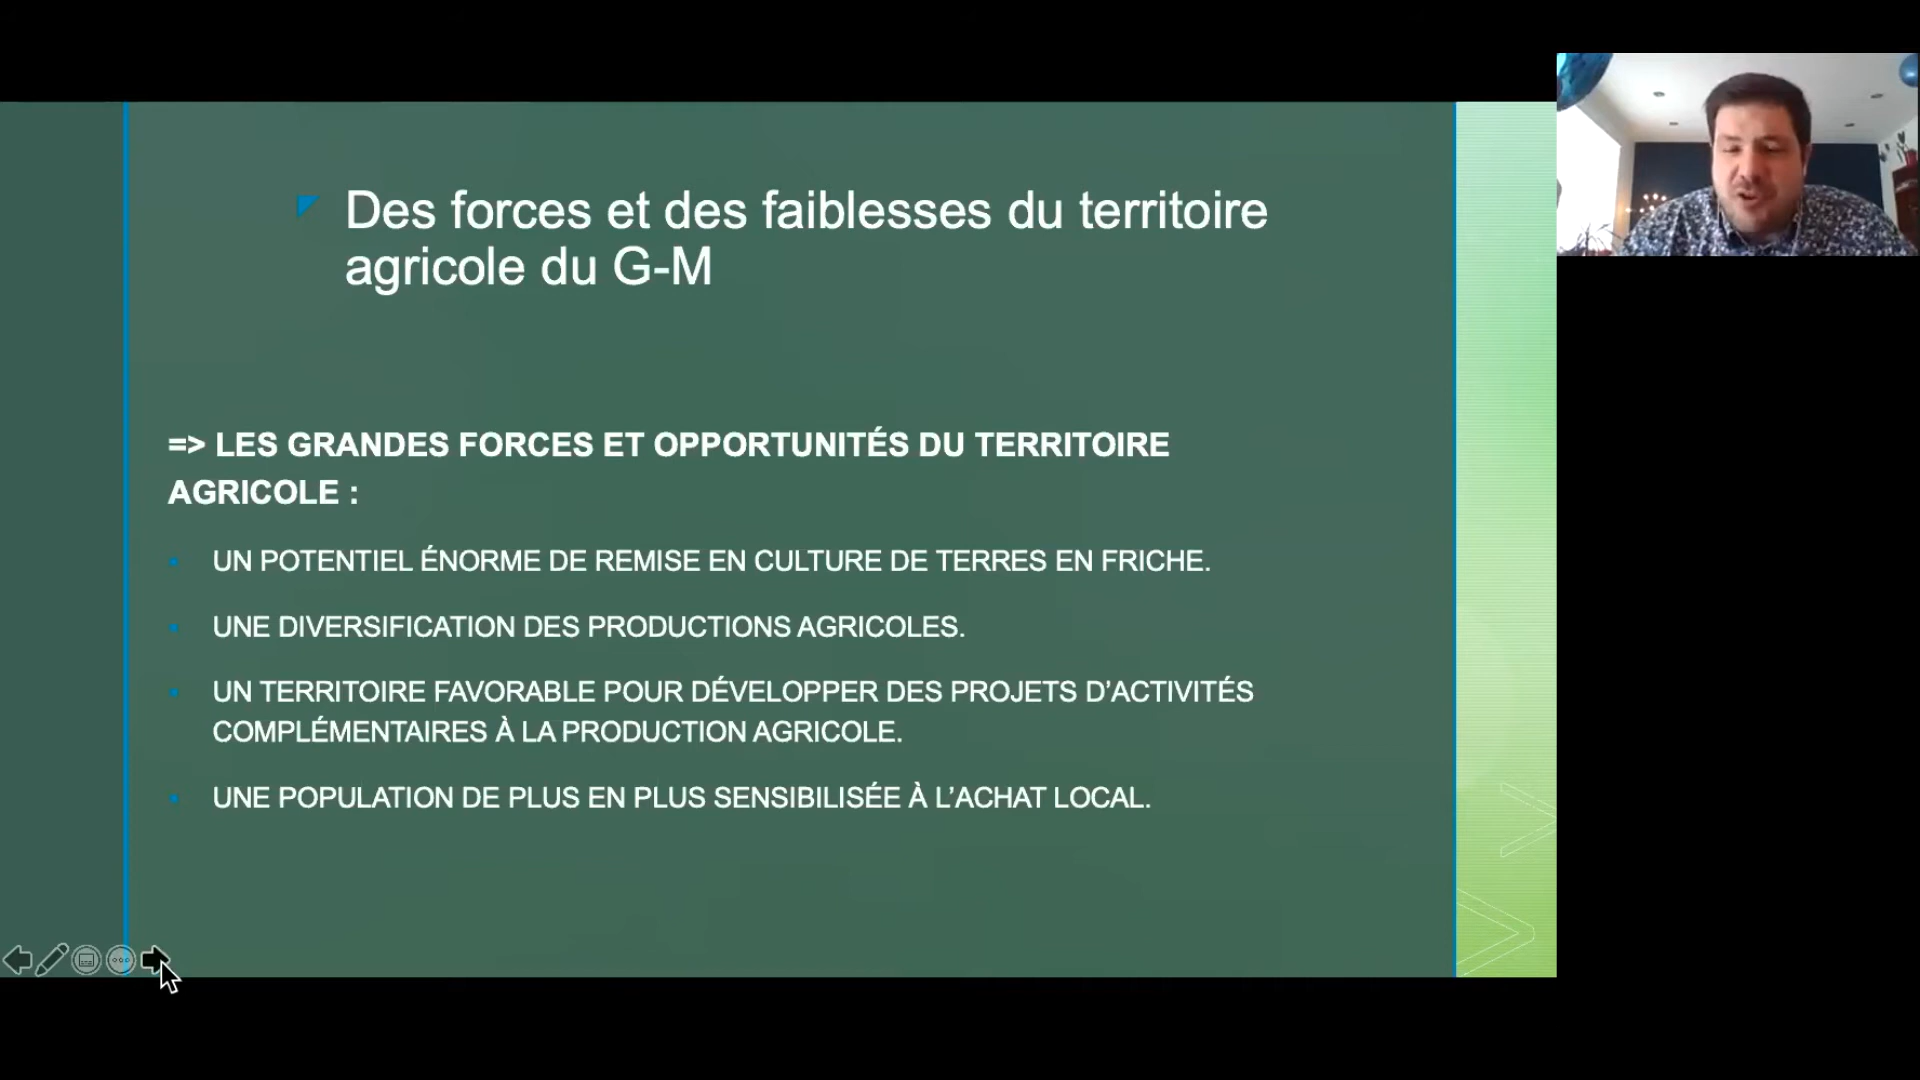 Des forces et des faiblesses du territoire
agricole du G-M
=> LES GRANDES FORCES ET OPPORTUNITÉS DU TERRITOIRE
AGRICOLE :
UN POTENTIEL ÉNORME DE REMISE EN CULTURE DE TERRES EN FRICHE.
UNE DIVERSIFICATION DES PRODUCTIONS AGRICOLES.
UN TERRITOIRE FAVORABLE POUR DÉVELOPPER DES PROJETS D’ACTIVITÉS
COMPLÉMENTAIRES À LA PRODUCTION AGRICOLE.
UNE POPULATION DE PLUS EN PLUS SENSIBILISÉE À L’ACHAT LOCAL.